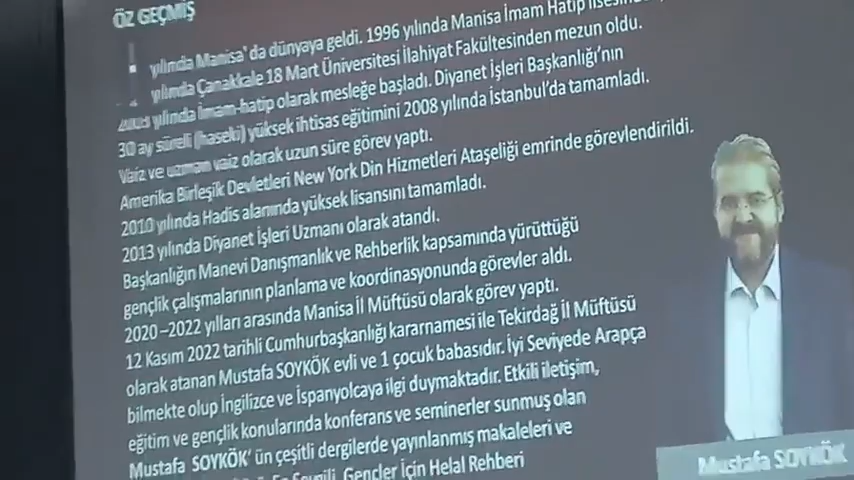 ÖZ GEÇMİŞ
yılında Manisa'da dünyaya geldi. 1996 yılında Manisa İmam Hatip
yılında Çanakkale 18 Mart Üniversitesi İlahiyat Fakültesinden mezun oldu.
yılında İmam-hatip olarak mesleğe başladı. Diyanet İşleri Başkanlığı'nın
30 ay süreli (haseki) yüksek ihtisas eğitimini 2008 yılında İstanbul'da tamamladı.
Vaiz ve uzman vaiz olarak uzun süre görev yaptı.
Amerika Birleşik Devletleri New York Din Hizmetleri Ataşeliği emrinde görevlendirildi.
2010 yılında Hadis alanında yüksek lisansını tamamladı.
2013 yılında Diyanet İşleri Uzmanı olarak atandı.
Başkanlığın Manevi Danışmanlık ve Rehberlik kapsamında yürüttüğü
gençlik çalışmalarının planlama ve koordinasyonunda görevler aldı.
2020 –2022 yılları arasında Manisa İl Müftüsü olarak görev yaptı.
12 Kasım 2022 tarihli Cumhurbaşkanlığı kararnamesi ile Tekirdağ İl Müftüsü
olarak atanan Mustafa SOYKÖK evli ve 1 çocuk babasıdır. İyi Seviyede Arapça
bilmekte olup İngilizce ve İspanyolcaya ilgi duymaktadır. Etkili iletişim,
eğitim ve gençlik konularında konferans ve seminerler sunmuş olan
Mustafa SOYKÖK' ün çeşitli dergilerde yayınlanmış makaleleri ve
Gençler İçin Helal Rehberi
Mustafa SOYKÖK